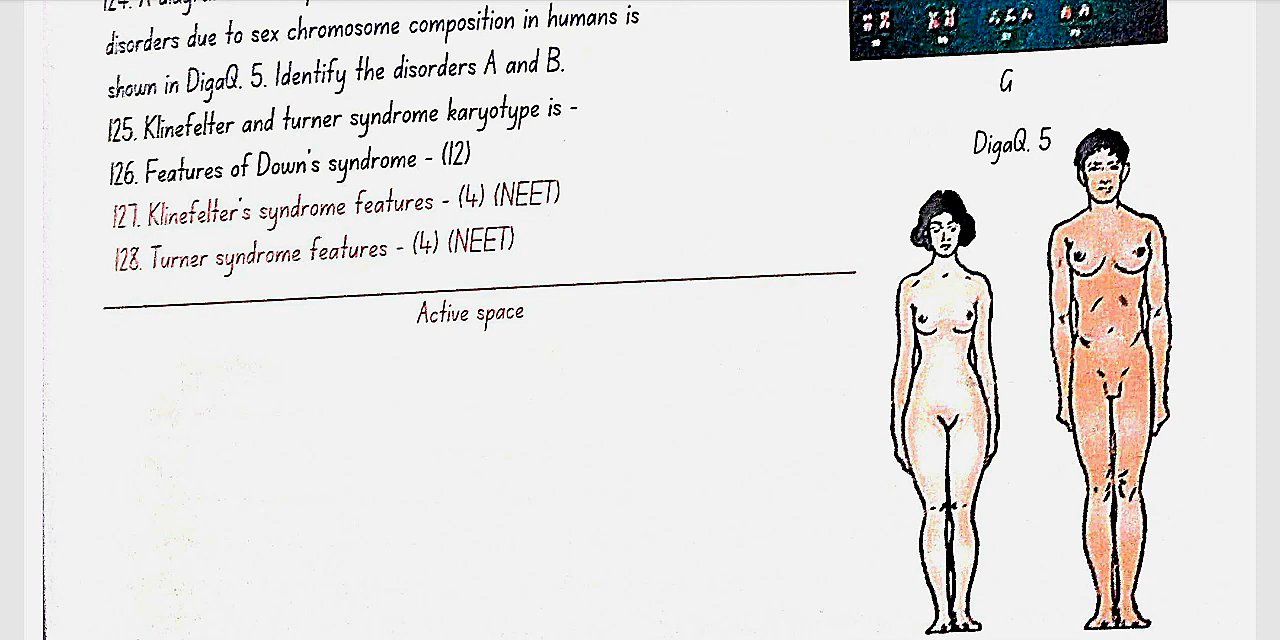 disorders due to sex chromosome composition in humans is
shown in DigaQ. 5. Identify the disorders A and B.
125. Klinefelter and turner syndrome karyotype is -
126. Features of Down's syndrome - (12)
127. Klinefelter's syndrome features - (4) (NEET)
128. Turner syndrome features - (4) (NEET)
Active space
G
DigaQ. 5